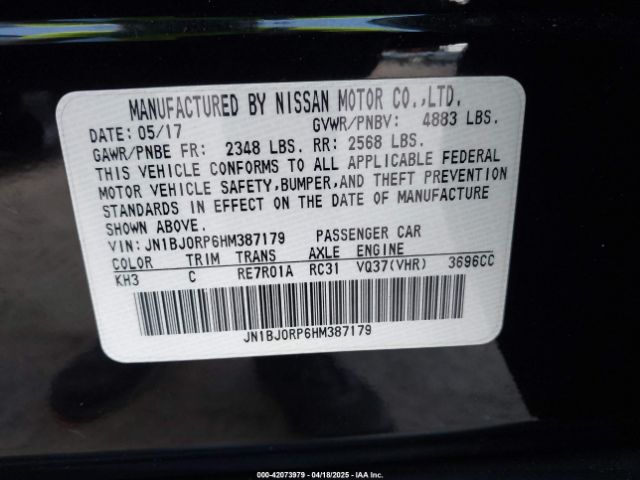 MANUFACTURED BY NISSAN MOTOR CO.,LTD.
DATE: 05/17 GVWR/PNBV: 4883 LBS.
GAWR/PNBE FR: 2348 LBS. RR: 2568 LBS.
THIS VEHICLE CONFORMS TO ALL APPLICABLE FEDERAL
MOTOR VEHICLE SAFETY,BUMPER,AND THEFT PREVENTION
STANDARDS IN EFFECT ON THE DATE OF MANUFACTURE
SHOWN ABOVE.
VIN: JN1BJ0RP6HM387179 PASSENGER CAR
COLOR TRIM TRANS AXLE ENGINE
KH3 C RE7R01A RC31 VQ37(VHR) 3696CC
JN1BJ0RP6HM387179
000-42073979 - 04/18/2025 - IAA Inc.